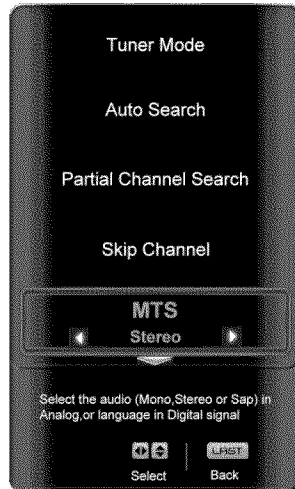 Tuner Mode
Auto Search
Partial Channel Search
Skip Channel
MTS
Stereo
Select the audio (Mono,Stereo or Sap) in
Analog,or language in Digital signal
LAST
Select Back